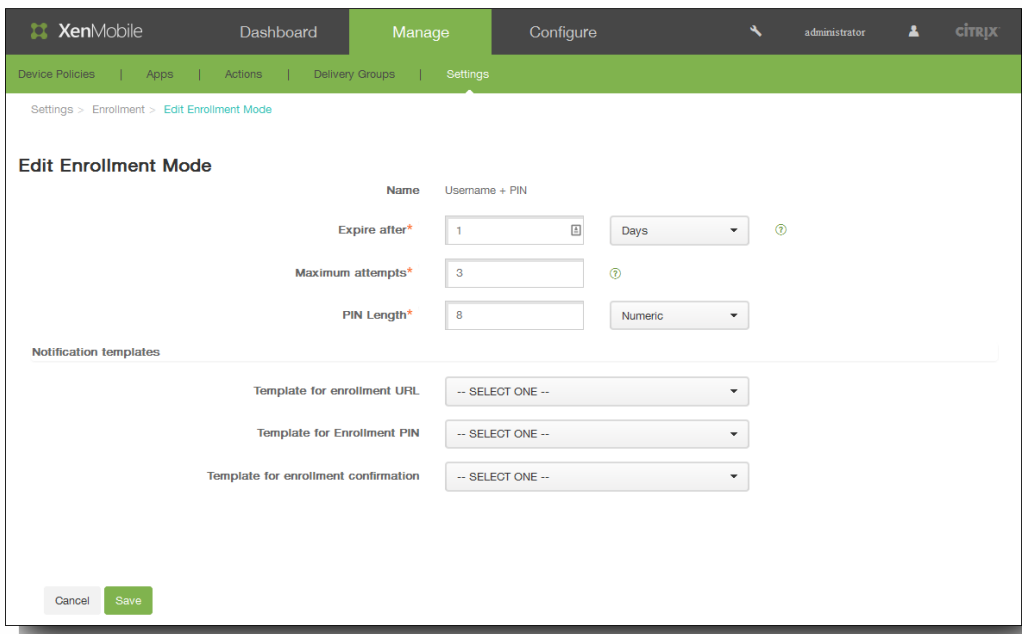 XenMobile Dashboard Manage Configure administrator CITRIX
Device Policies | Apps | Actions | Delivery Groups | Settings
Settings > Enrollment > Edit Enrollment Mode
Edit Enrollment Mode
Name Username + PIN
Expire after* 1 Days ?
Maximum attempts* 3 ?
PIN Length* 8 Numeric
Notification templates
Template for enrollment URL -- SELECT ONE --
Template for Enrollment PIN -- SELECT ONE --
Template for enrollment confirmation -- SELECT ONE --
Cancel Save